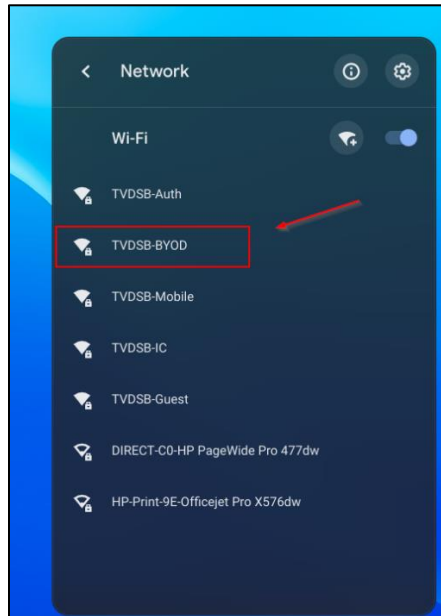 Network
Wi-Fi
TVDSB-Auth
TVDSB-BYOD
TVDSB-Mobile
TVDSB-IC
TVDSB-Guest
DIRECT-C0-HP PageWide Pro 477dw
HP-Print-9E-Officejet Pro X576dw